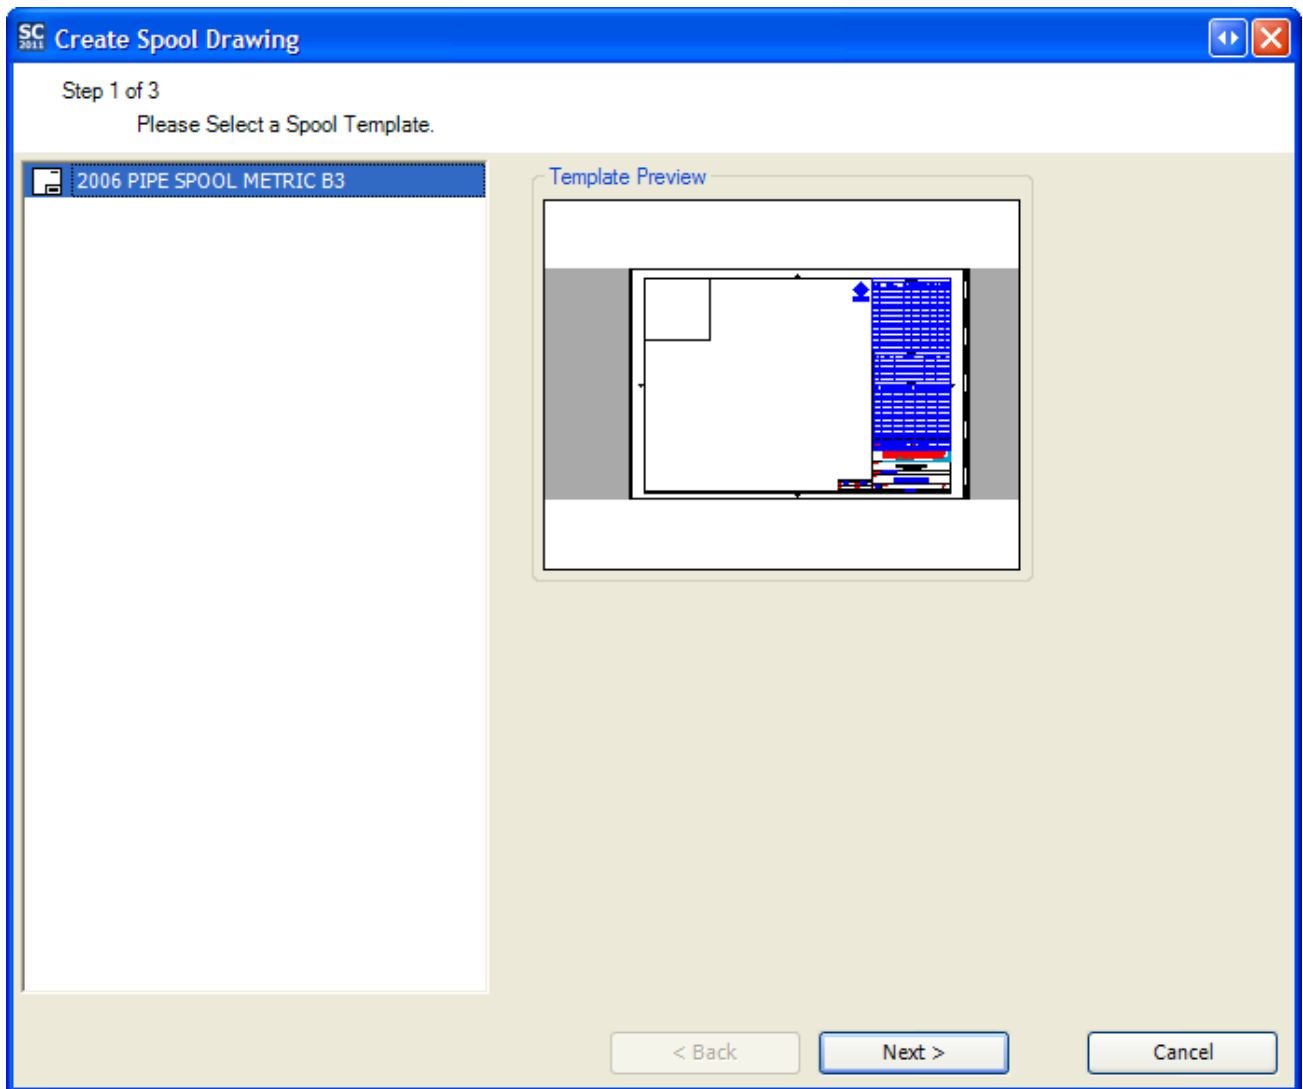 SC
2011
Create Spool Drawing
Step 1 of 3
Please Select a Spool Template.
2006 PIPE SPOOL METRIC B3
Template Preview
< Back
Next >
Cancel